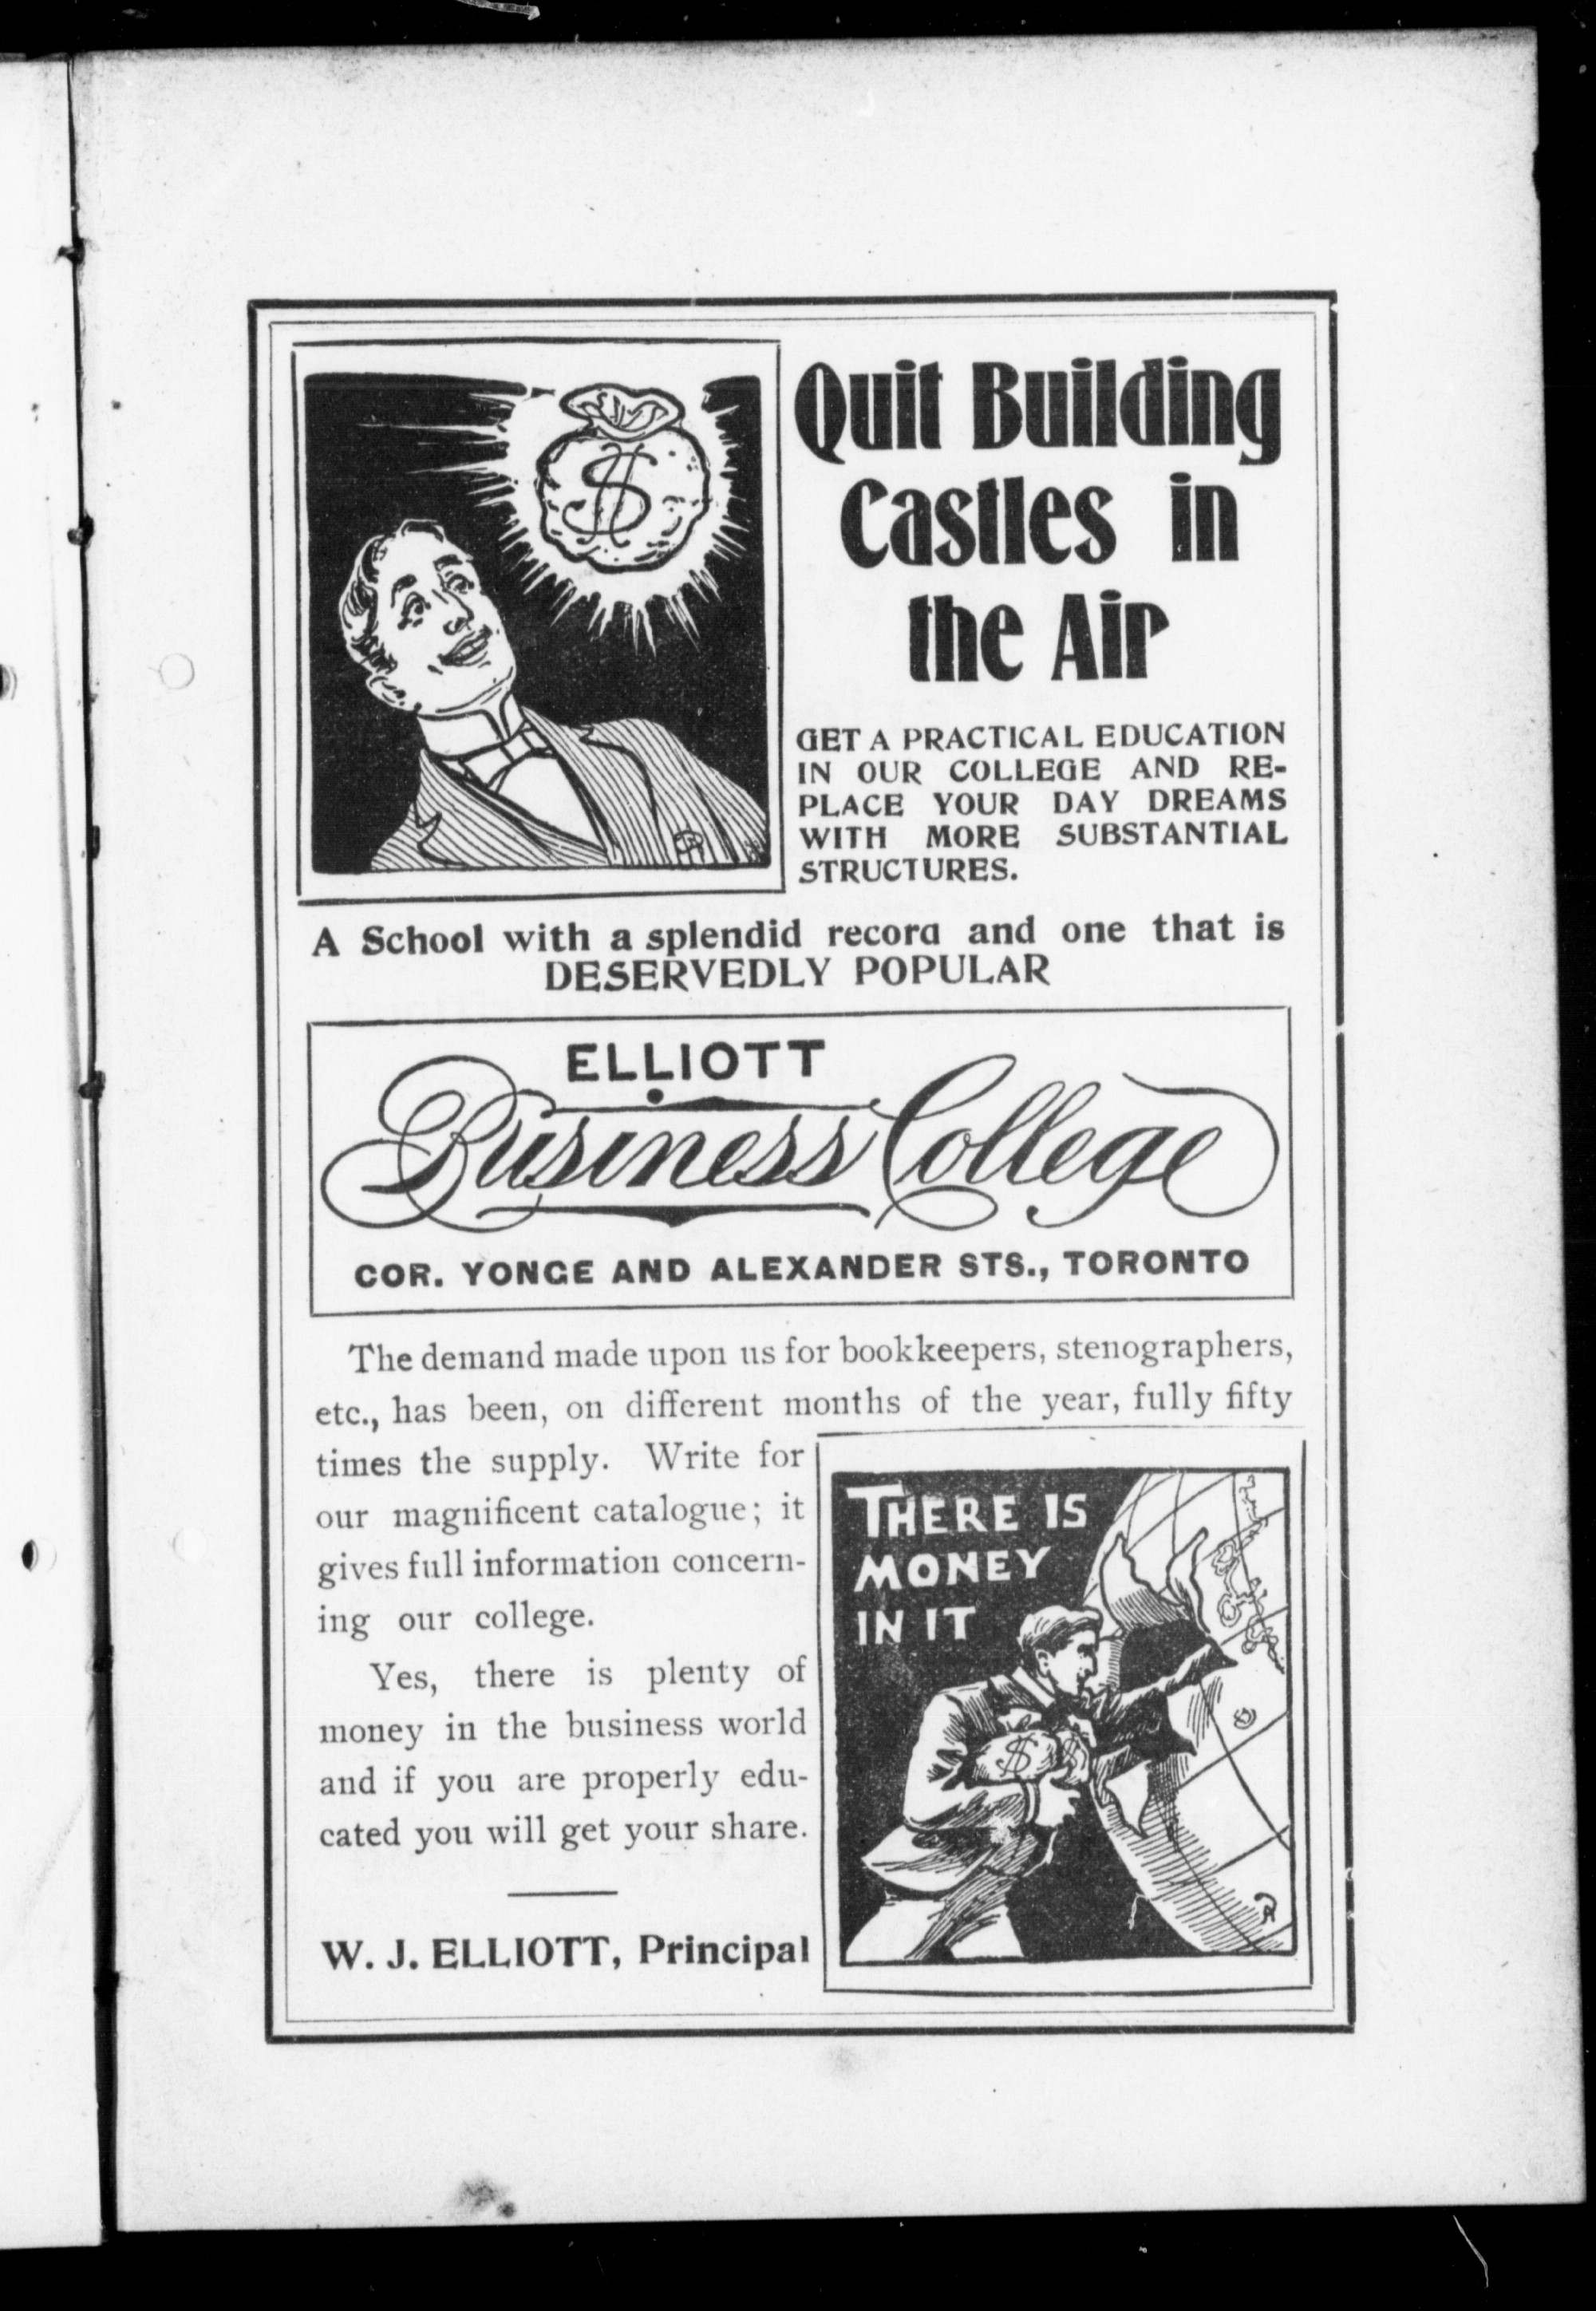 Quit Building
Castles in
the Air
GET A PRACTICAL EDUCATION
IN OUR COLLEGE AND RE-
PLACE YOUR DAY DREAMS
WITH MORE SUBSTANTIAL
STRUCTURES.
$
A School with a splendid record and one that is
DESERVEDLY POPULAR
ELLIOTT
Business College
COR. YONGE AND ALEXANDER STS., TORONTO
The demand made upon us for bookkeepers, stenographers,
etc., has been, on different months of the year, fully fifty
times the supply. Write for
our magnificent catalogue; it
gives full information concern-
ing our college.
Yes, there is plenty of
money in the business world
and if you are properly edu-
cated you will get your share.
W. J. ELLIOTT, Principal
THERE IS
MONEY
IN IT
$ $